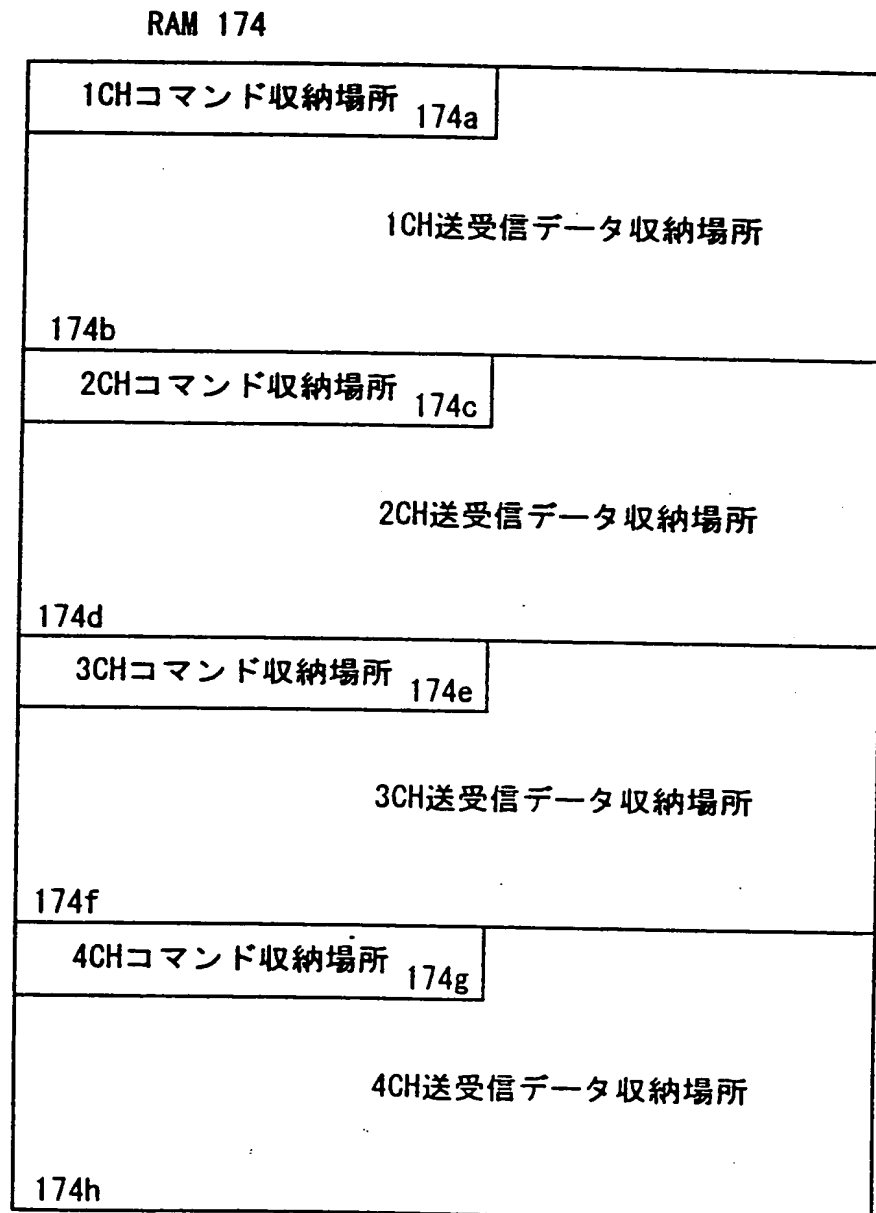 RAM 174
1CHコマンド収納場所 174a
1CH送受信データ収納場所
174b
2CHコマンド収納場所 174c
2CH送受信データ収納場所
174d
3CHコマンド収納場所 174e
3CH送受信データ収納場所
174f
4CHコマンド収納場所 174g
4CH送受信データ収納場所
174h